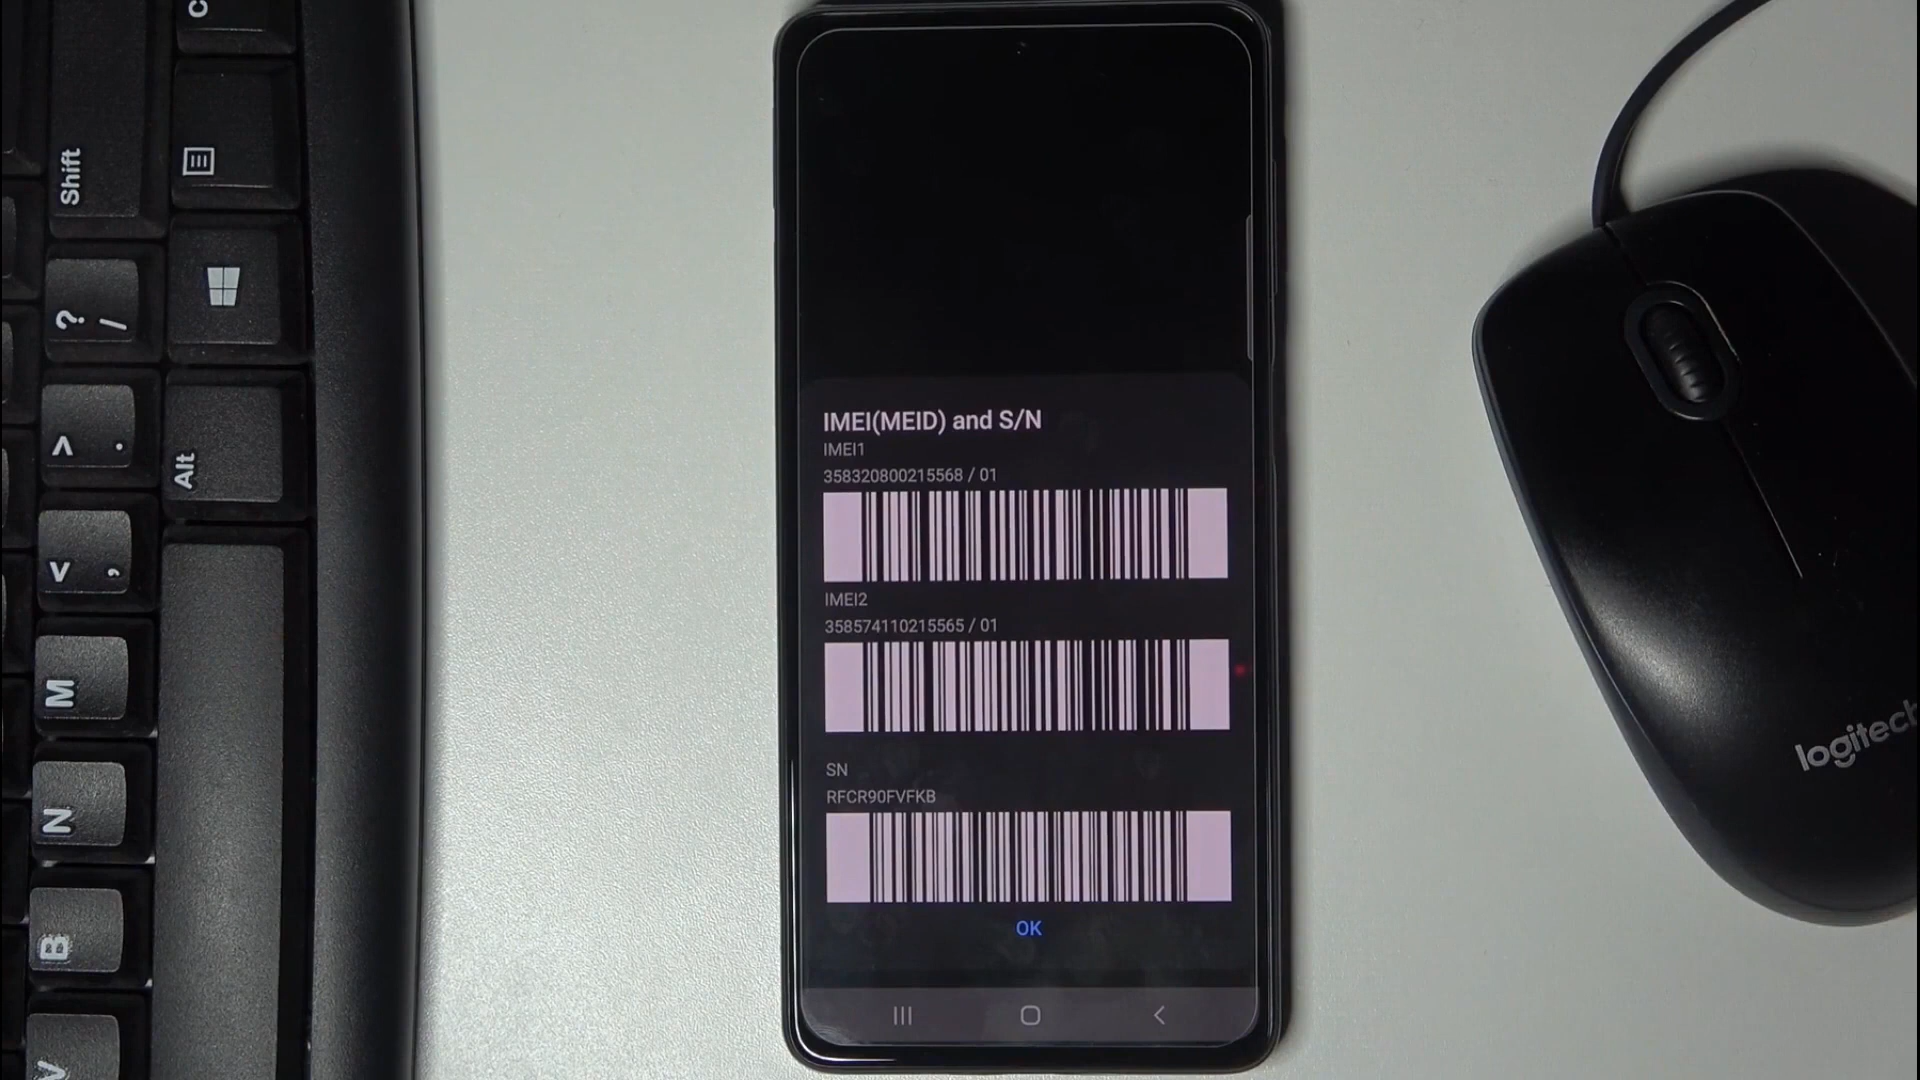 C
Shift
?
/
>
.
Alt
<
,
M
N
B
V
IMEI(MEID) and S/N
IMEI1
358320800215568 / 01
IMEI2
358574110215565 / 01
SN
RFCR90FVFKB
OK
logitech